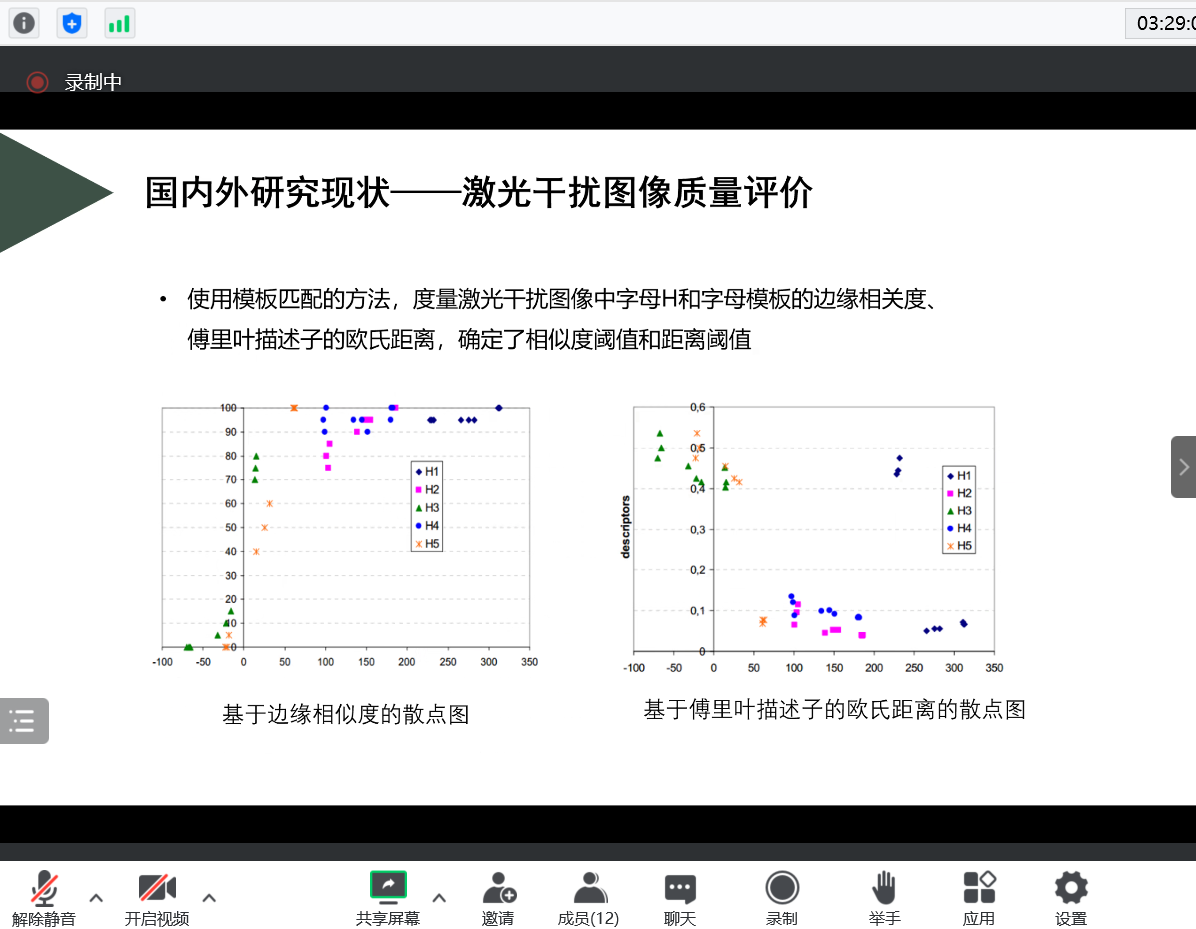 03:29:0
录制中
国内外研究现状——激光干扰图像质量评价
• 使用模板匹配的方法，度量激光干扰图像中字母H和字母模板的边缘相关度、
傅里叶描述子的欧氏距离，确定了相似度阈值和距离阈值
100
90
80
70
60
50
40
30
20
10
0
-100 -50 0 50 100 150 200 250 300 350
H1
H2
H3
H4
H5
基于边缘相似度的散点图
descriptors
0,6
0,5
0,4
0,3
0,2
0,1
0
-100 -50 0 50 100 150 200 250 300 350
H1
H2
H3
H4
H5
基于傅里叶描述子的欧氏距离的散点图
解除静音 开启视频 共享屏幕 邀请 成员(12) 聊天 录制 举手 应用 设置